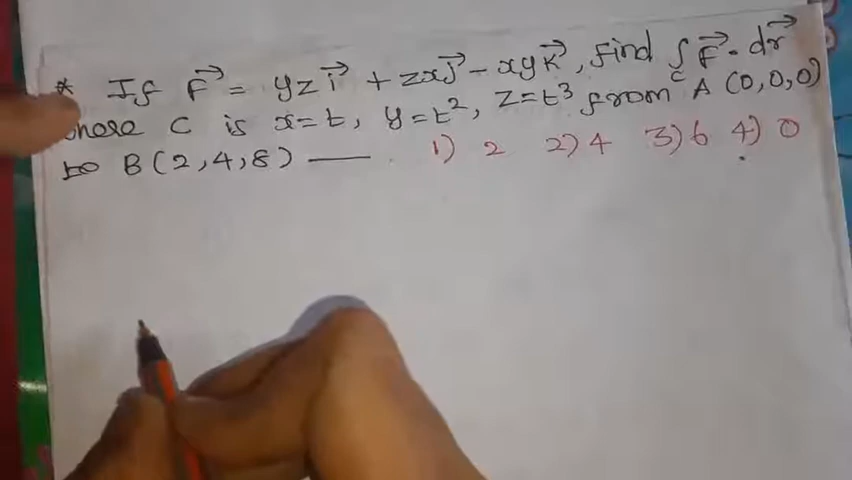 * If F⃗ = yz i⃗ + zx j⃗ - xy k⃗, find ∫c F⃗ · dr⃗
where C is x=t, y=t², z=t³ from A (0,0,0)
to B(2,4,8) —— . 1) 2 2) 4 3) 6 4) 0